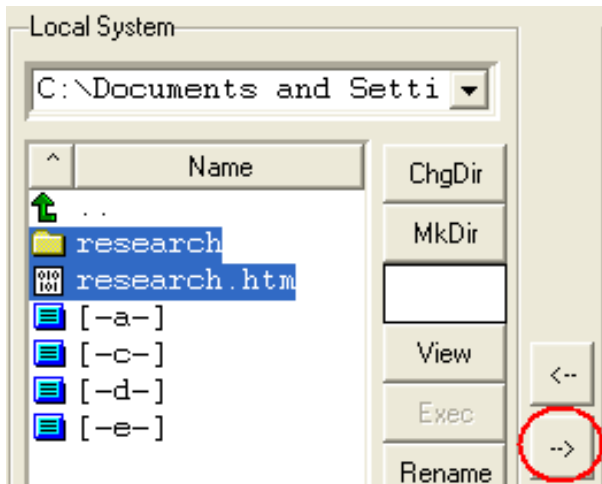 Local System
C:\Documents and Setti
^ Name
ChgDir
..
MkDir
research
research.htm
[-a-]
[-c-]
View
<--
[-d-]
Exec
[-e-]
-->
Rename